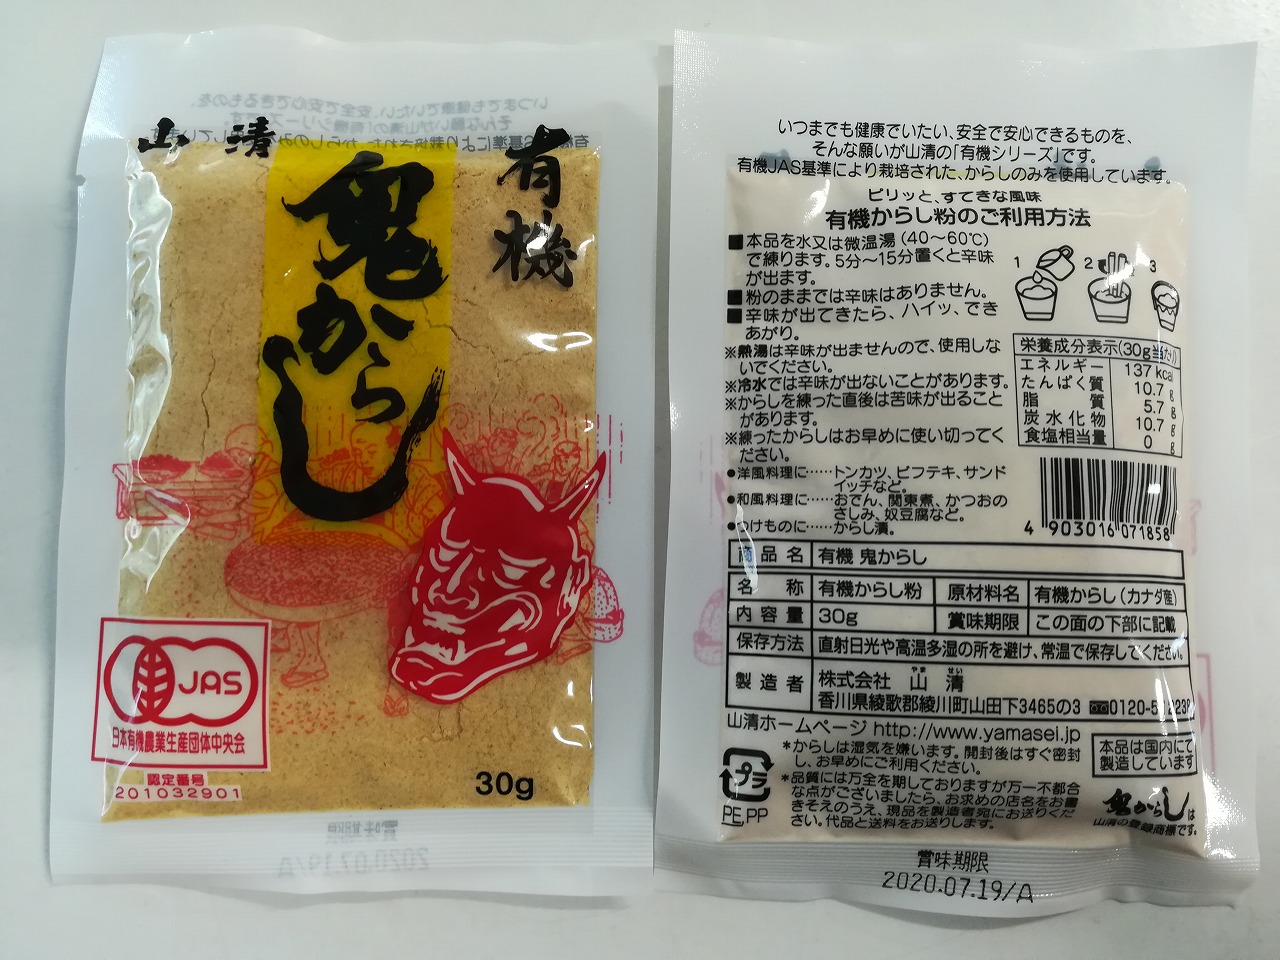 山清
有機
鬼からし
JAS
日本有機農業生産団体中央会
認定番号
201032901
30g
いつまでも健康でいたい、安全で安心できるものを、
そんな願いが山清の「有機シリーズ」です。
有機JAS基準により栽培された、からしのみを使用しています。
ピリッと、すてきな風味
有機からし粉のご利用方法
■本品を水又は微温湯(40〜60℃)
で練ります。5分〜15分置くと辛味
が出ます。
■粉のままでは辛味はありません。
■辛味が出てきたら、ハイッ、でき
あがり。
※熱湯は辛味が出ませんので、使用しな
いでください。
※冷水では辛味が出ないことがあります。
※からしを練った直後は苦味が出ること
があります。
※練ったからしはお早めに使い切ってく
ださい。
●洋風料理に……トンカツ、ビフテキ、サンド
イッチなど。
●和風料理に……おでん、関東煮、かつおの
さしみ、奴豆腐など。
●つけものに……からし漬。
1 2 3
栄養成分表示(30g当たり)
エネルギー 137 kcal
たんぱく質 10.7 g
脂質 5.7 g
炭水化物 10.7 g
食塩相当量 0 g
4 903016 071858
商品名 有機 鬼からし
名称 有機からし粉 原材料名 有機からし(カナダ産)
内容量 30g 賞味期限 この面の下部に記載
保存方法 直射日光や高温多湿の所を避け、常温で保存してください。
製造者 株式会社 山清
やま せい
香川県綾歌郡綾川町山田下3465の3
山清ホームページ http://www.yamasei.jp
プラ
PE,PP
*からしは湿気を嫌います。開封後はすぐ密封
し、お早めにご利用ください。
*品質には万全を期しておりますが万一不都合
な点がございましたら、お求めの店名をお書
きそえのうえ、現品を製造者宛にお送りくだ
さい。代品と送料をお送りします。
本品は国内にて
製造しています
鬼からしは
山清の登録商標です。
賞味期限
2020.07.19/A